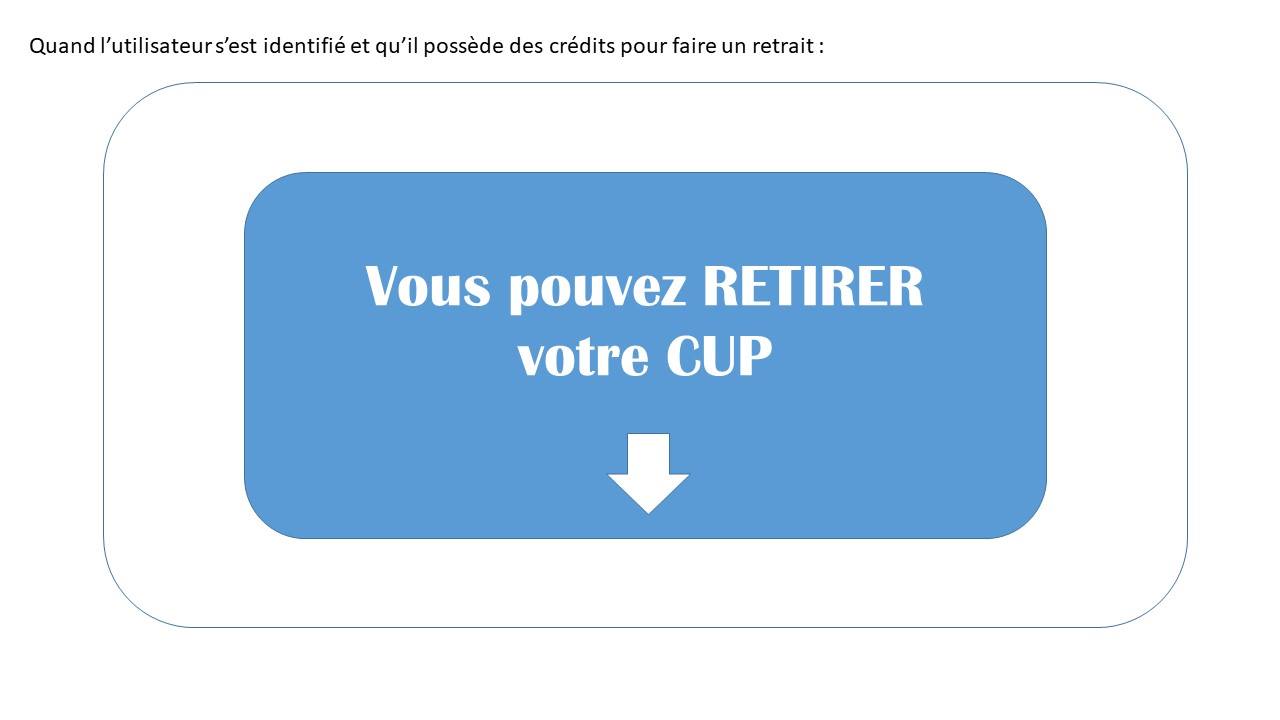 Quand l’utilisateur s’est identifié et qu’il possède des crédits pour faire un retrait :
Vous pouvez RETIRER
votre CUP